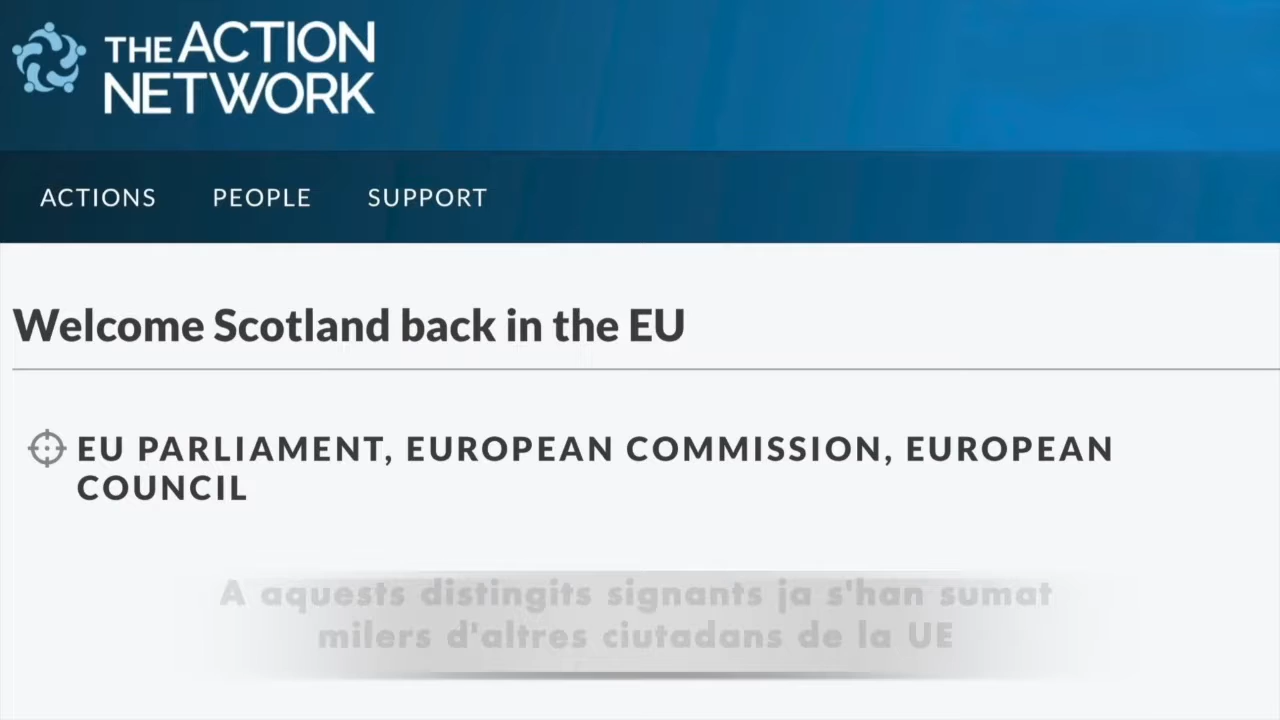 THE ACTION
NETWORK
ACTIONS PEOPLE SUPPORT
Welcome Scotland back in the EU
EU PARLIAMENT, EUROPEAN COMMISSION, EUROPEAN
COUNCIL
A aquests distingits signants ja s'han sumat
milers d'altres ciutadans de la UE